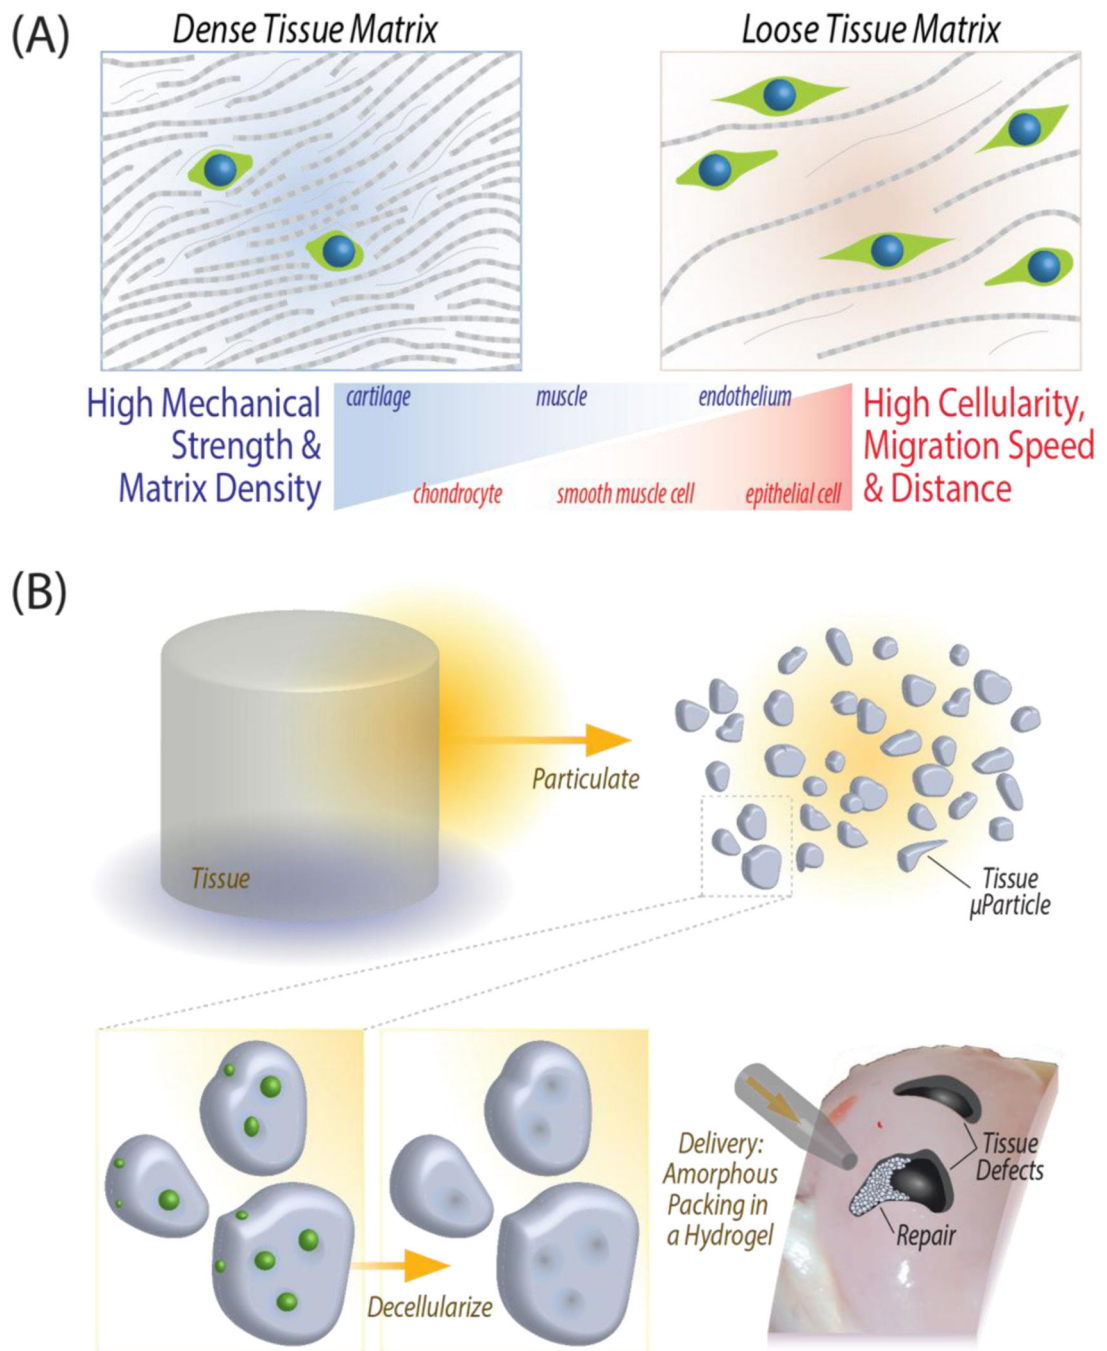 (A)
Dense Tissue Matrix
Loose Tissue Matrix
High Mechanical
Strength &
Matrix Density
cartilage
muscle
endothelium
chondrocyte
smooth muscle cell
epithelial cell
High Cellularity,
Migration Speed
& Distance
(B)
Tissue
Particulate
Tissue
µParticle
Decellularize
Delivery:
Amorphous
Packing in
a Hydrogel
Tissue
Defects
Repair